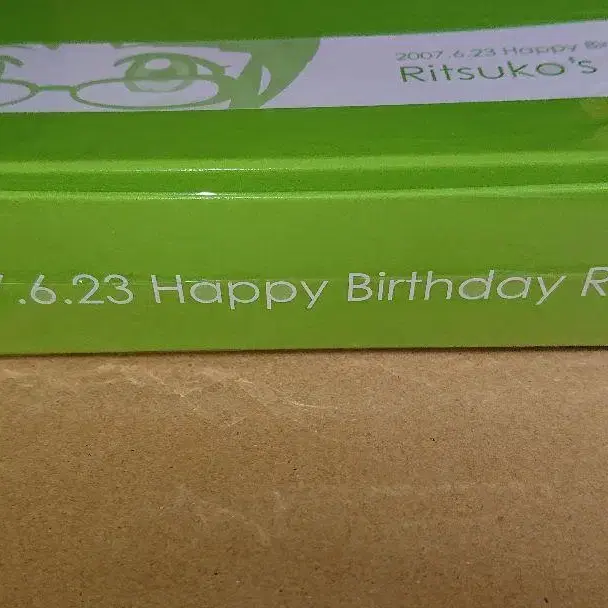 2007.6.23 Happy
Ritsuko's
.6.23 Happy Birthday R